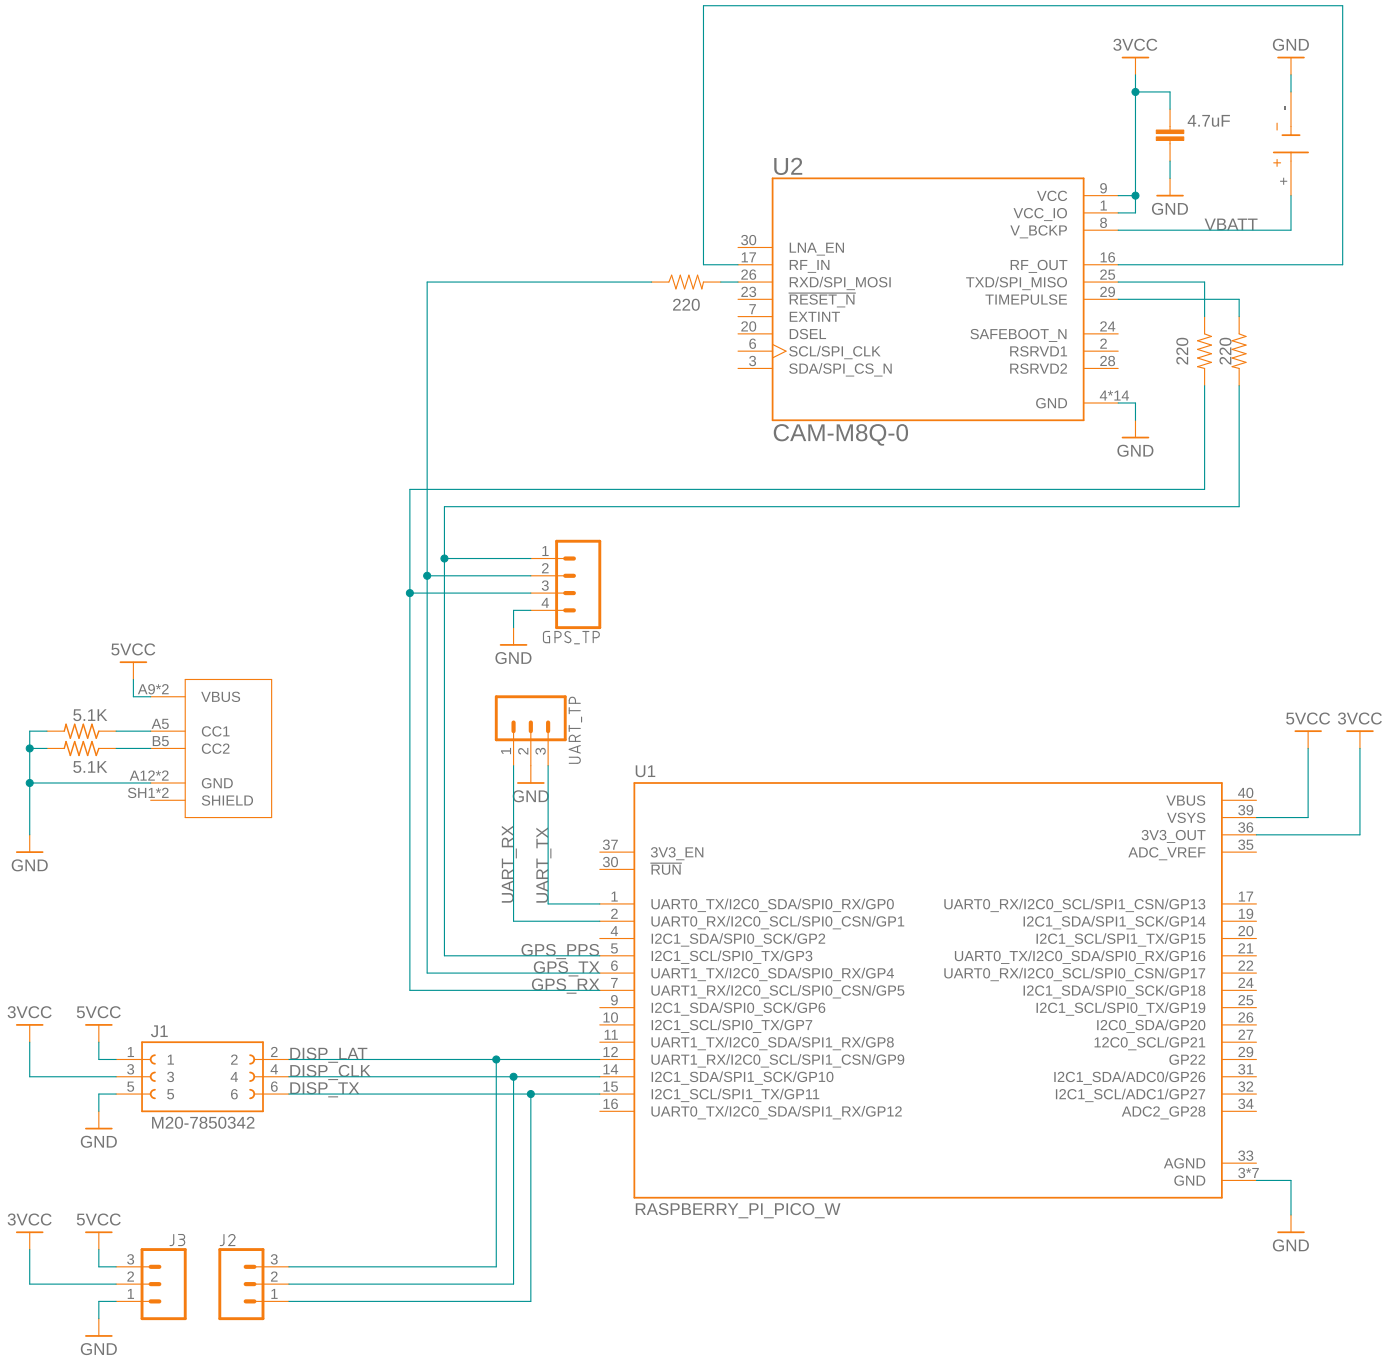 3VCC
GND
4.7uF
GND
VBATT
U2
30 LNA_EN
17 RF_IN
26 RXD/SPI_MOSI
23 RESET_N
7 EXTINT
20 DSEL
6 SCL/SPI_CLK
3 SDA/SPI_CS_N
VCC 9
VCC_IO 1
V_BCKP 8
RF_OUT 16
TXD/SPI_MISO 25
TIMEPULSE 29
SAFEBOOT_N 24
RSRVD1 2
RSRVD2 28
GND 4*14
CAM-M8Q-0
GND
220
220
220
- 
–
+
+
1
2
3
4
GPS_TP
GND
UART_TP
1
2
3
GND
UART_RX
UART_TX
5VCC
A9*2 VBUS
5.1K
A5 CC1
B5 CC2
5.1K
A12*2 GND
SH1*2 SHIELD
GND
5VCC 3VCC
U1
37 3V3_EN
30 RUN
1 UART0_TX/I2C0_SDA/SPI0_RX/GP0
2 UART0_RX/I2C0_SCL/SPI0_CSN/GP1
4 I2C1_SDA/SPI0_SCK/GP2
GPS_PPS 5 I2C1_SCL/SPI0_TX/GP3
GPS_TX 6 UART1_TX/I2C0_SDA/SPI0_RX/GP4
GPS_RX 7 UART1_RX/I2C0_SCL/SPI0_CSN/GP5
9 I2C1_SDA/SPI0_SCK/GP6
10 I2C1_SCL/SPI0_TX/GP7
11 UART1_TX/I2C0_SDA/SPI1_RX/GP8
12 UART1_RX/I2C0_SCL/SPI1_CSN/GP9
14 I2C1_SDA/SPI1_SCK/GP10
15 I2C1_SCL/SPI1_TX/GP11
16 UART0_TX/I2C0_SDA/SPI1_RX/GP12
VBUS 40
VSYS 39
3V3_OUT 36
ADC_VREF 35
UART0_RX/I2C0_SCL/SPI1_CSN/GP13 17
I2C1_SDA/SPI1_SCK/GP14 19
I2C1_SCL/SPI1_TX/GP15 20
UART0_TX/I2C0_SDA/SPI0_RX/GP16 21
UART0_RX/I2C0_SCL/SPI0_CSN/GP17 22
I2C1_SDA/SPI0_SCK/GP18 24
I2C1_SCL/SPI0_TX/GP19 25
I2C0_SDA/GP20 26
12C0_SCL/GP21 27
GP22 29
I2C1_SDA/ADC0/GP26 31
I2C1_SCL/ADC1/GP27 32
ADC2_GP28 34
AGND 33
GND 3*7
RASPBERRY_PI_PICO_W
GND
3VCC 5VCC
J1
1 1 2 2 DISP_LAT
3 3 4 4 DISP_CLK
5 5 6 6 DISP_TX
M20-7850342
GND
3VCC 5VCC
J3 J2
3 3
2 2
1 1
GND